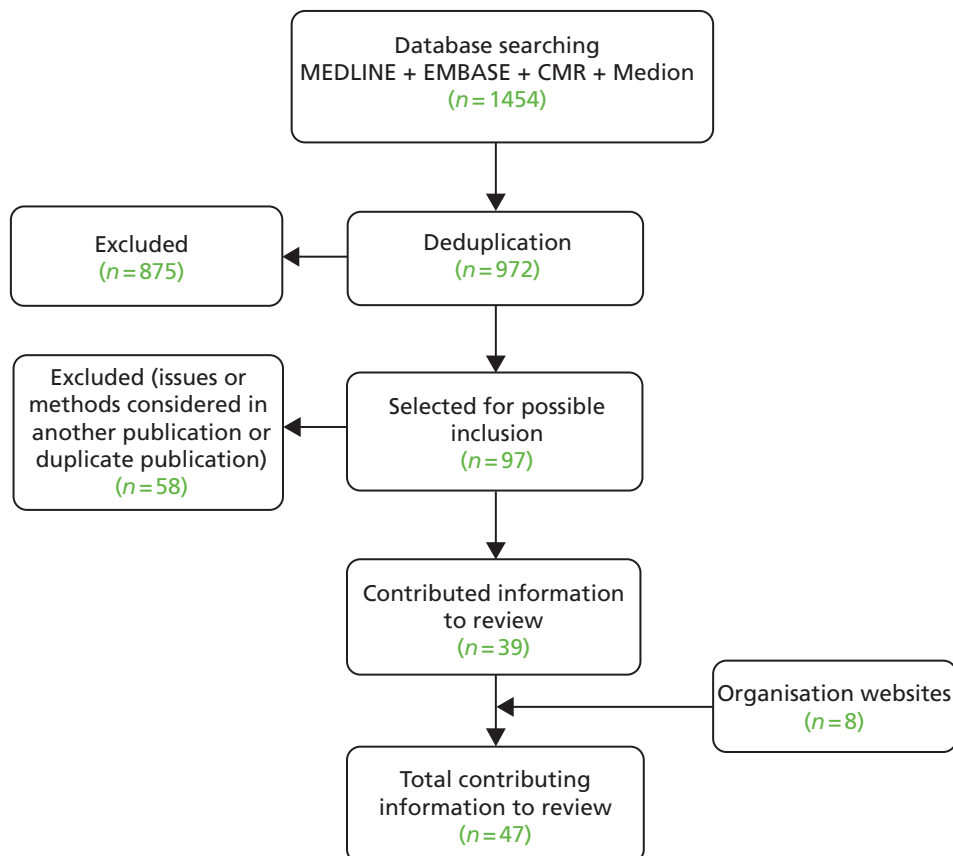 Database searching
MEDLINE + EMBASE + CMR + Medion
(n=1454)
Deduplication
(n=972)
Excluded
(n=875)
Selected for possible
inclusion
(n=97)
Excluded (issues or
methods considered in
another publication or
duplicate publication)
(n=58)
Contributed information
to review
(n=39)
Organisation websites
(n=8)
Total contributing
information to review
(n=47)